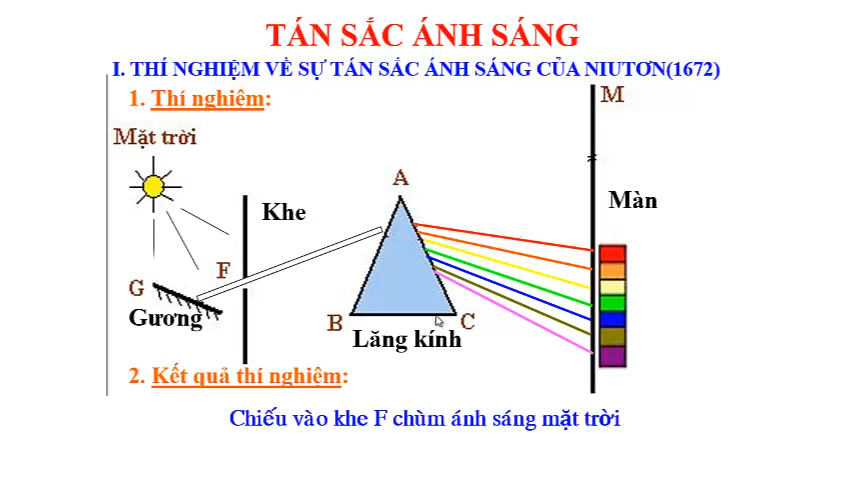 TÁN SẮC ÁNH SÁNG
I. THÍ NGHIỆM VỀ SỰ TÁN SẮC ÁNH SÁNG CỦA NIUTƠN(1672)
1. Thí nghiệm:
M
Mặt trời
A
Khe
Màn
F
G
Gương
B
C
Lăng kính
2. Kết quả thí nghiệm:
Chiếu vào khe F chùm ánh sáng mặt trời